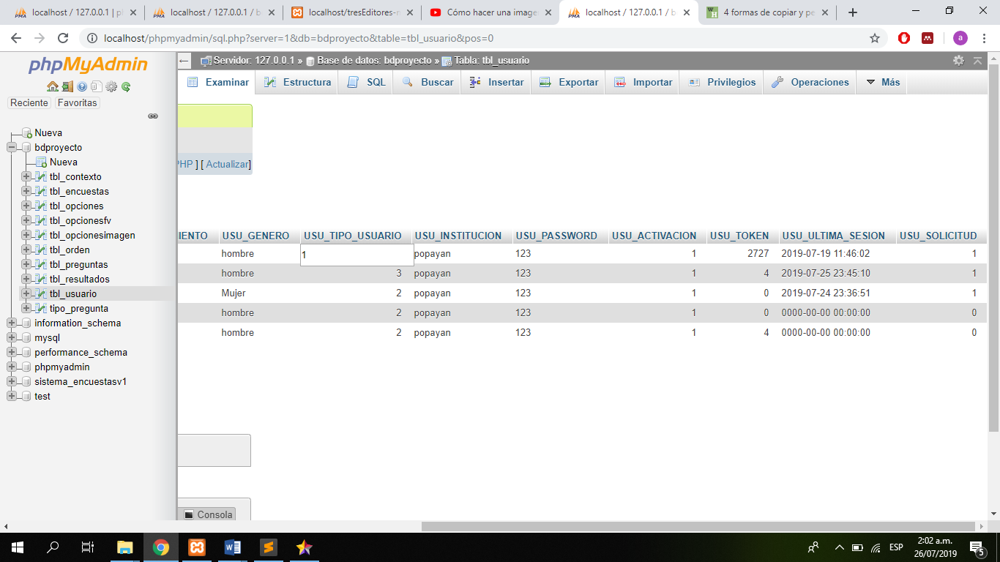 localhost / 127.0.0.1 | pl
localhost / 127.0.0.1 / b
localhost/tresEditores-m
Cómo hacer una image
localhost / 127.0.0.1 / b
4 formas de copiar y pe
localhost/phpmyadmin/sql.php?server=1&db=bdproyecto&table=tbl_usuario&pos=0
a
phpMyAdmin
Reciente Favoritas
Nueva
bdproyecto
Nueva
tbl_contexto
tbl_encuestas
tbl_opciones
tbl_opcionesfv
tbl_opcionesimagen
tbl_orden
tbl_preguntas
tbl_resultados
tbl_usuario
tipo_pregunta
information_schema
mysql
performance_schema
phpmyadmin
sistema_encuestasv1
test
Servidor: 127.0.0.1 » Base de datos: bdproyecto » Tabla: tbl_usuario
Examinar Estructura SQL Buscar Insertar Exportar Importar Privilegios Operaciones Más
PHP ] [ Actualizar]
IENTO USU_GENERO USU_TIPO_USUARIO USU_INSTITUCION USU_PASSWORD USU_ACTIVACION USU_TOKEN USU_ULTIMA_SESION USU_SOLICITUD
hombre 1 popayan 123 1 2727 2019-07-19 11:46:02 1
hombre 3 popayan 123 1 4 2019-07-25 23:45:10 1
Mujer 2 popayan 123 1 0 2019-07-24 23:36:51 1
hombre 2 popayan 123 1 0 0000-00-00 00:00:00 0
hombre 2 popayan 123 1 4 0000-00-00 00:00:00 0
Consola
ESP
2:02 a.m.
26/07/2019
5